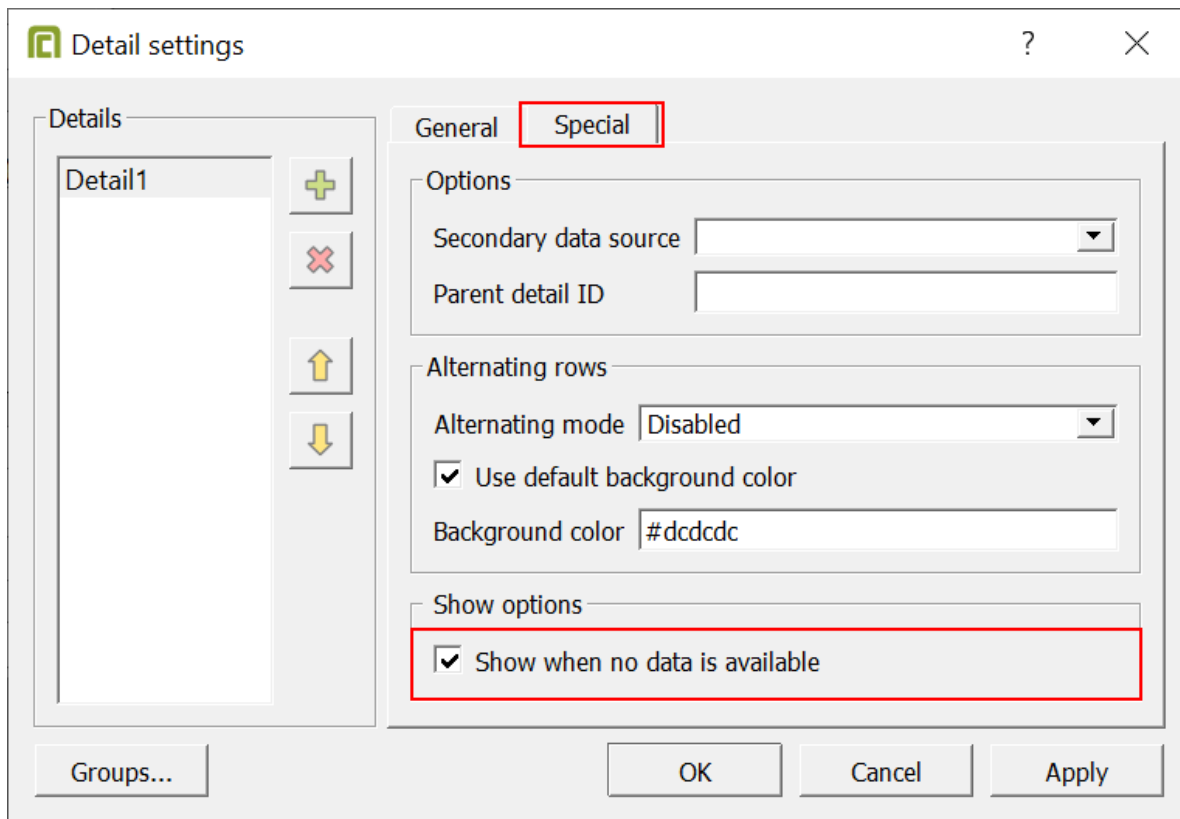 Detail settings
?
Details
General
Special
Detail1
Options
Secondary data source
Parent detail ID
Alternating rows
Alternating mode Disabled
Use default background color
Background color #dcdcdc
Show options
Show when no data is available
Groups...
OK
Cancel
Apply